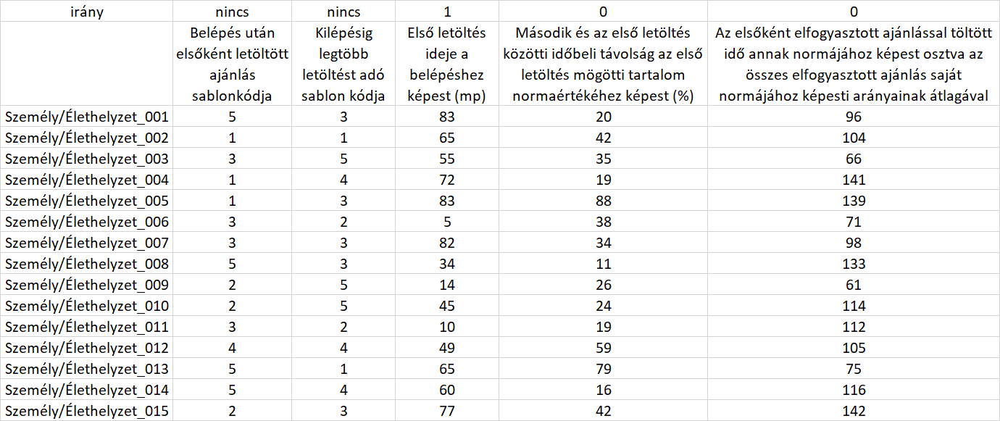 irány nincs nincs 1 0 0
Belépés után elsőként letöltött ajánlás sablonkódja Kilépésig legtöbb letöltést adó sablon kódja Első letöltés ideje a belépéshez képest (mp) Második és az első letöltés közötti időbeli távolság az első letöltés mögötti tartalom normaértékéhez képest (%) Az elsőként elfogyasztott ajánlással töltött idő annak normájához képest osztva az összes elfogyasztott ajánlás saját normájához képesti arányainak átlagával
Személy/Élethelyzet_001 5 3 83 20 96
Személy/Élethelyzet_002 1 1 65 42 104
Személy/Élethelyzet_003 3 5 55 35 66
Személy/Élethelyzet_004 1 4 72 19 141
Személy/Élethelyzet_005 1 3 83 88 139
Személy/Élethelyzet_006 3 2 5 38 71
Személy/Élethelyzet_007 3 3 82 34 98
Személy/Élethelyzet_008 5 3 34 11 133
Személy/Élethelyzet_009 2 5 14 26 61
Személy/Élethelyzet_010 2 5 45 24 114
Személy/Élethelyzet_011 3 2 10 19 112
Személy/Élethelyzet_012 4 4 49 59 105
Személy/Élethelyzet_013 5 1 65 79 75
Személy/Élethelyzet_014 5 4 60 16 116
Személy/Élethelyzet_015 2 3 77 42 142